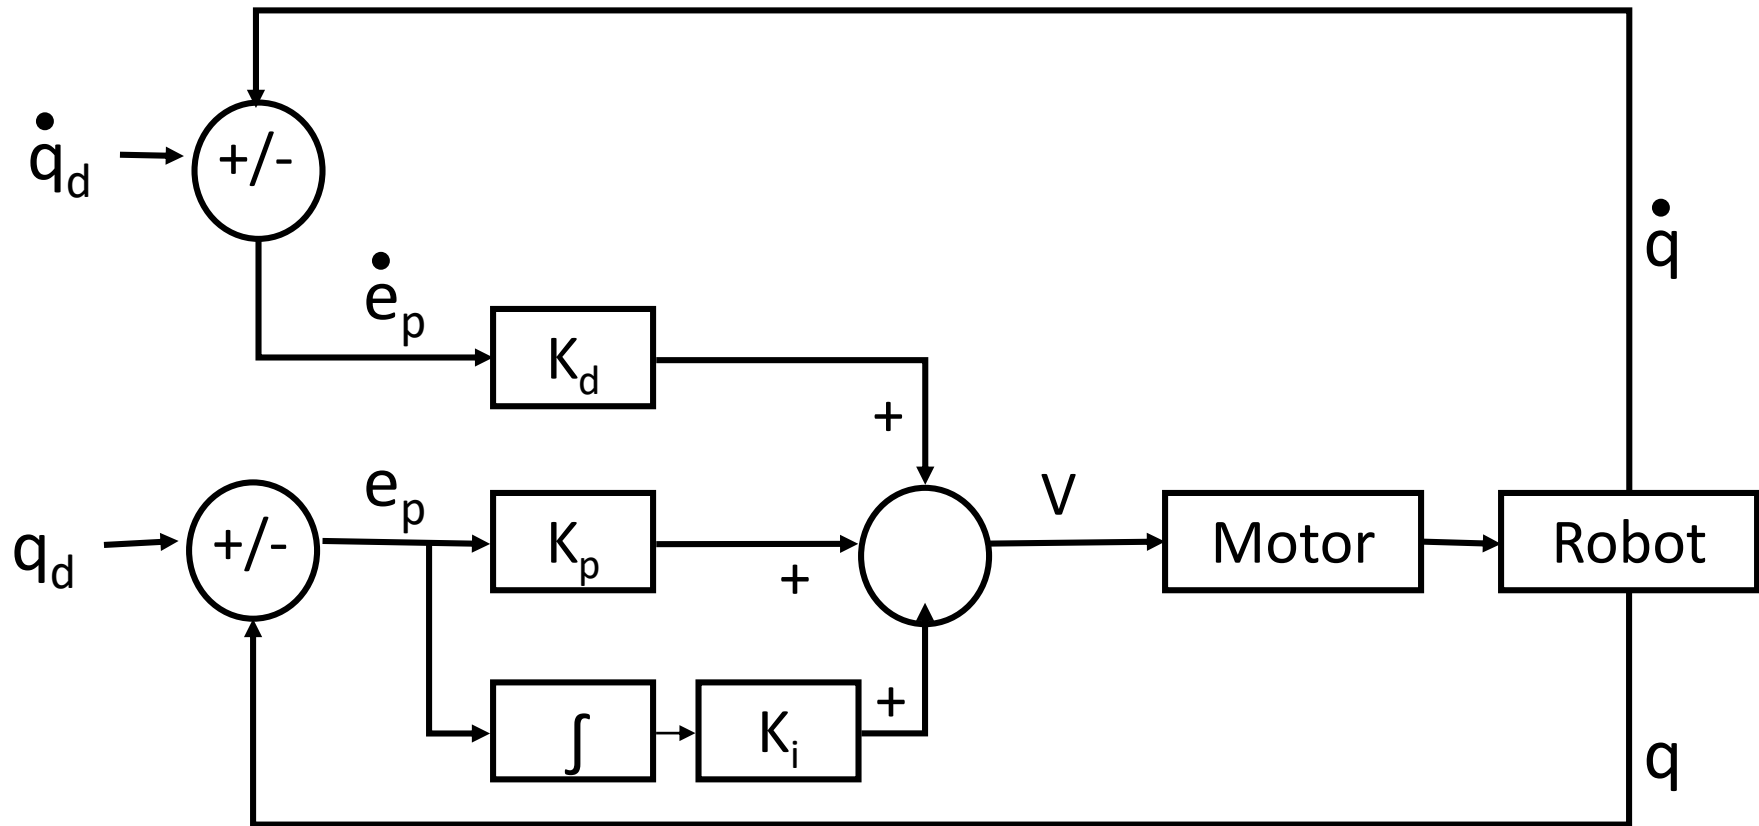 q̇d
+/-
q̇
ėp
Kd
+
ep
V
qd
+/-
Kp
Motor
Robot
+
∫
Ki
+
q